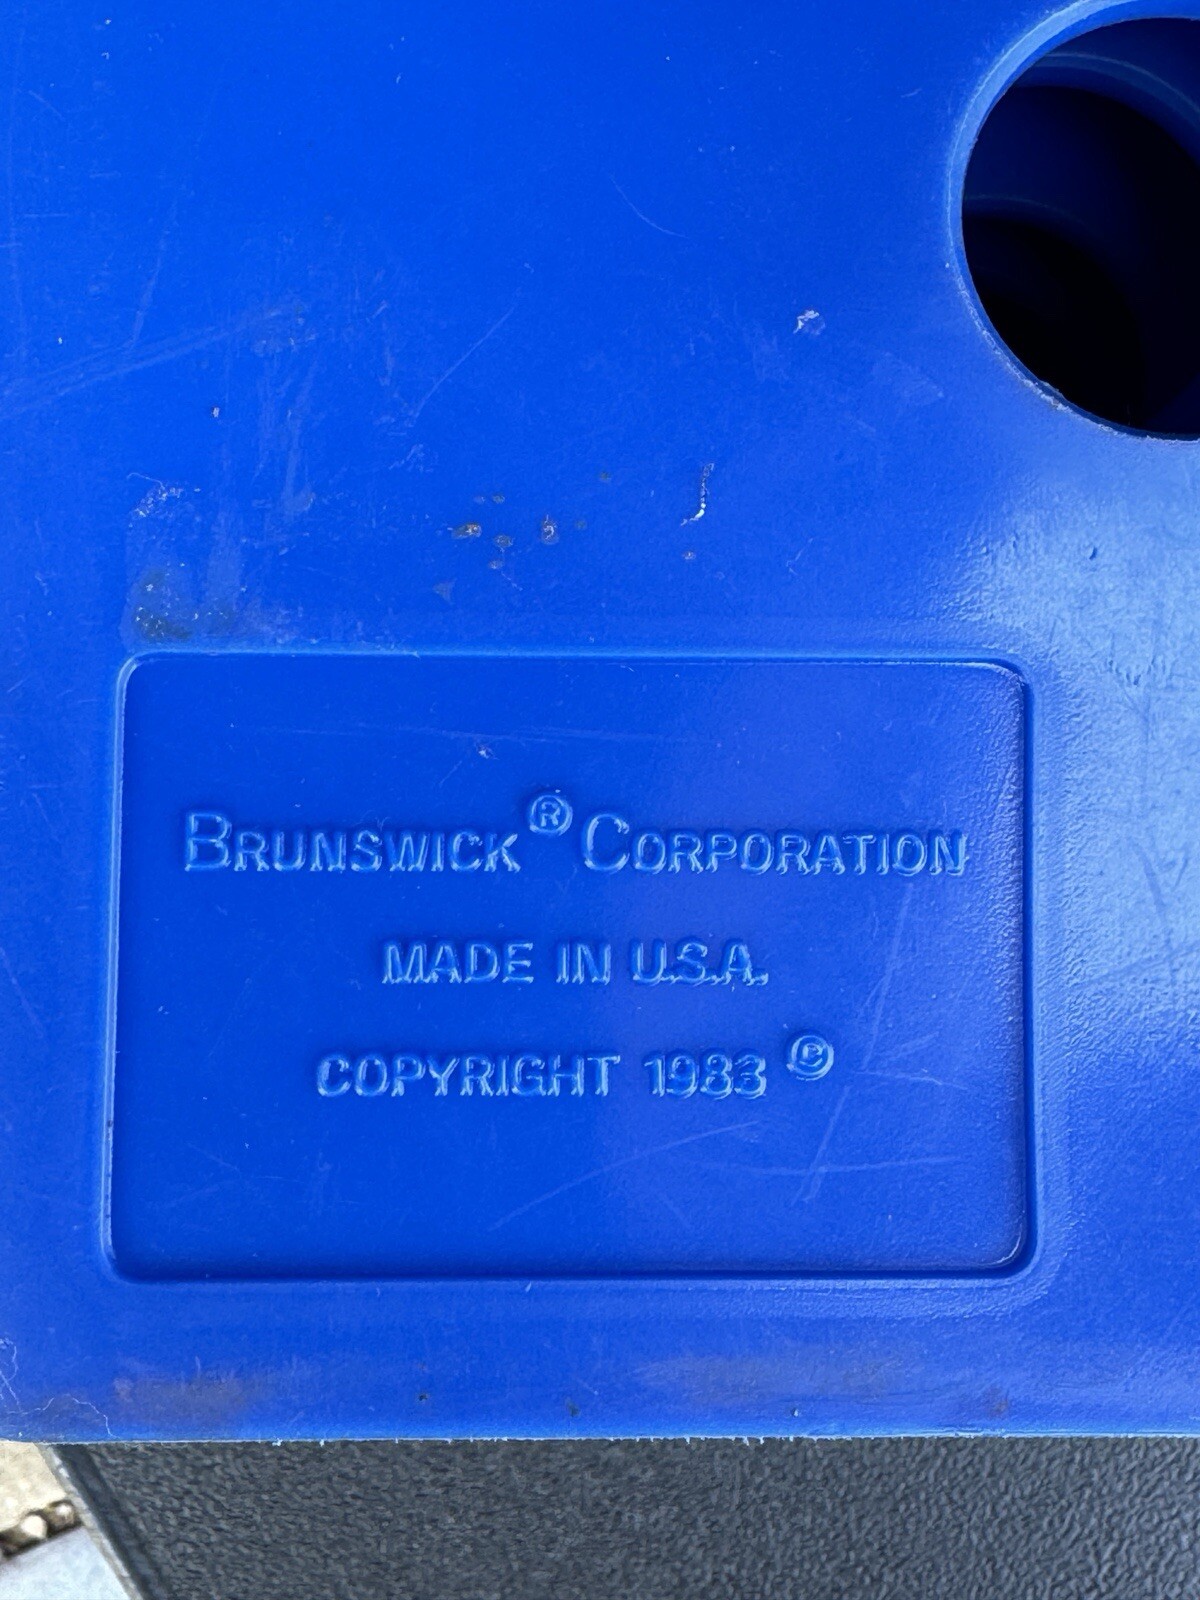 BRUNSWICK® CORPORATION
MADE IN U.S.A.
COPYRIGHT 1983 ©